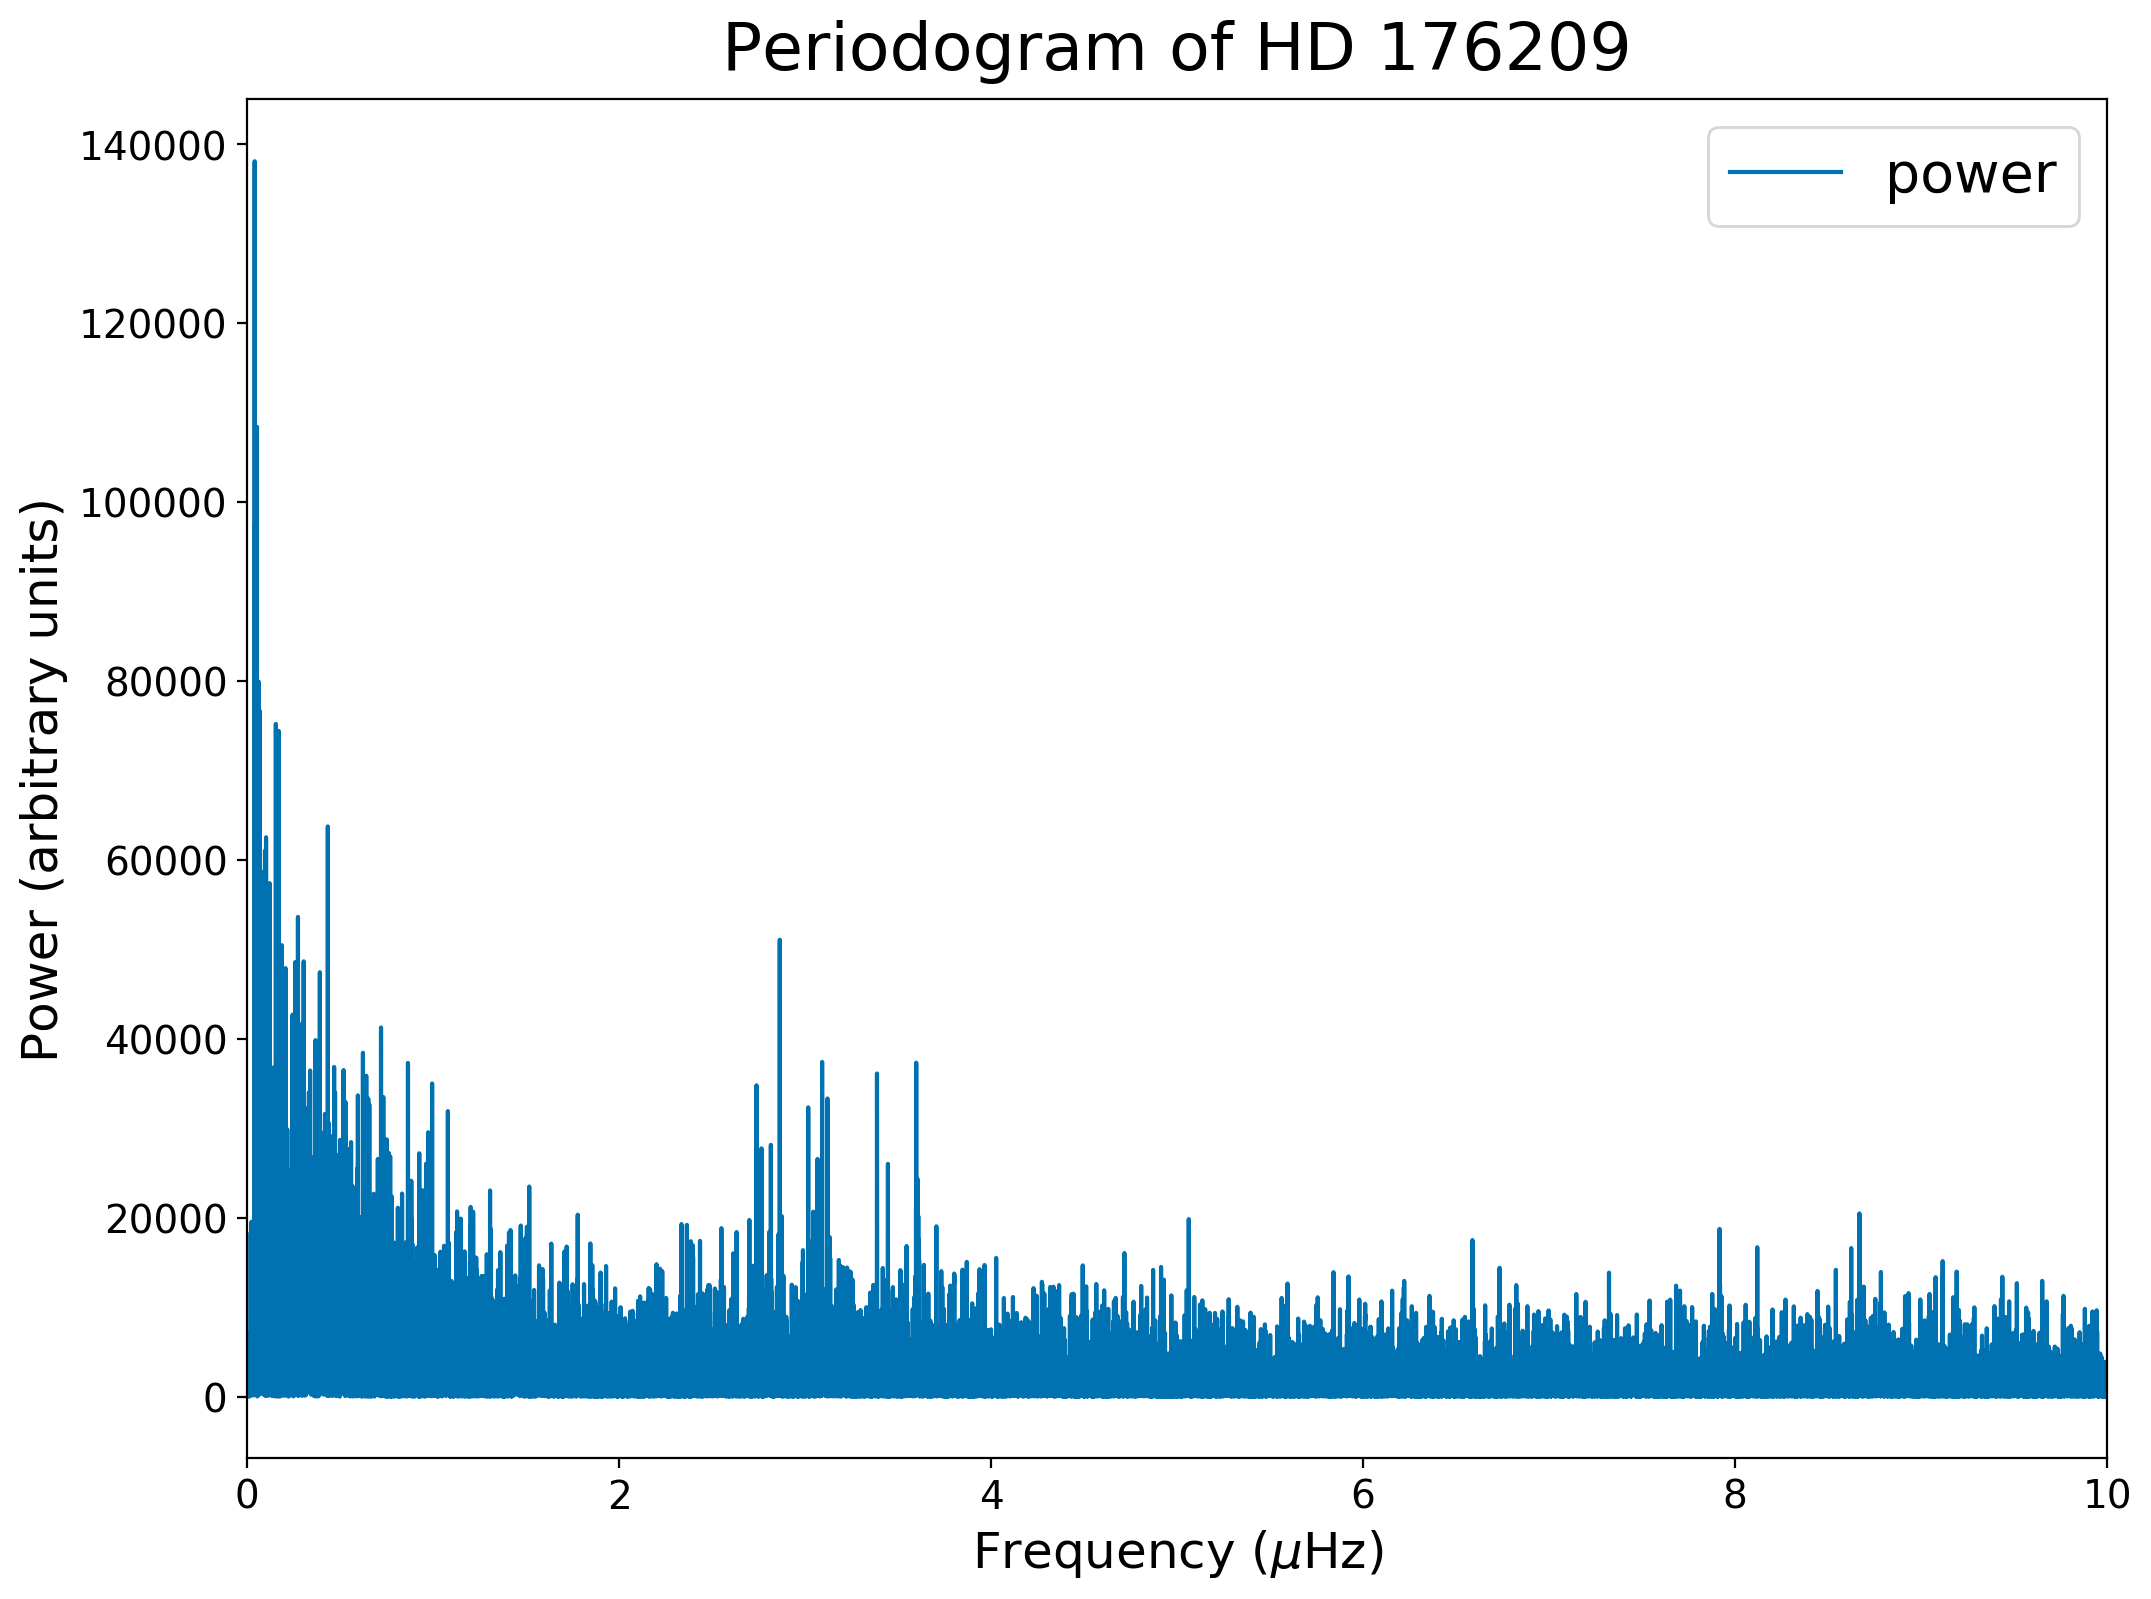 Periodogram of HD 176209
power
140000
120000
100000
80000
60000
40000
20000
0
Power (arbitrary units)
0 2 4 6 8 10
Frequency (μHz)